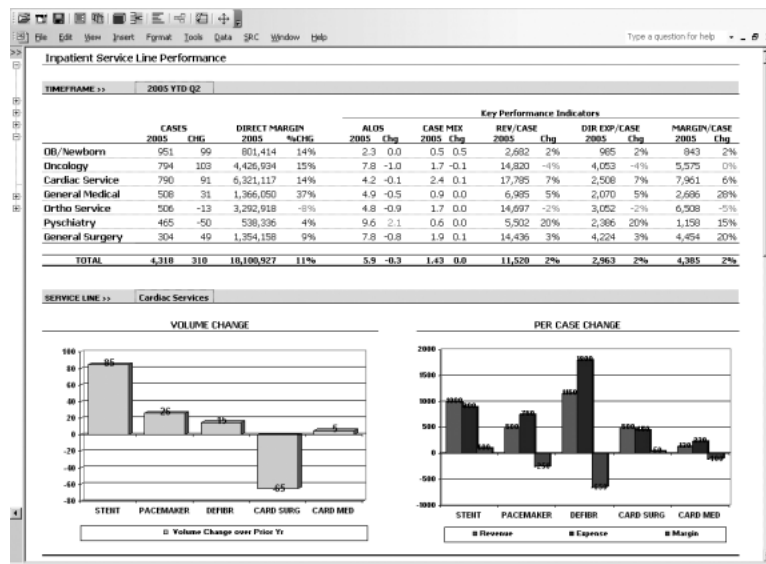 File Edit View Insert Format Tools Data SRC Window Help Type a question for help
Inpatient Service Line Performance
TIMEFRAME >> 2005 YTD Q2
Key Performance Indicators
CASES DIRECT MARGIN ALOS CASE MIX REV/CASE DIR EXP/CASE MARGIN/CASE
2005 CHG 2005 %CHG 2005 Chg 2005 Chg 2005 Chg 2005 Chg 2005 Chg
OB/Newborn 951 99 801,414 14% 2.3 0.0 0.5 0.5 2,682 2% 985 2% 843 2%
Oncology 794 103 4,426,934 15% 7.8 -1.0 1.7 -0.1 14,820 -4% 4,053 -4% 5,575 0%
Cardiac Service 790 91 6,321,117 14% 4.2 -0.1 2.4 0.1 17,785 7% 2,508 7% 7,961 6%
General Medical 508 31 1,366,050 37% 4.9 -0.5 0.9 0.0 6,985 5% 2,070 5% 2,686 28%
Ortho Service 506 -13 3,292,918 -8% 4.8 -0.9 1.7 0.0 14,697 -2% 3,052 -2% 6,508 -5%
Pyschiatry 465 -50 538,336 4% 9.6 2.1 0.6 0.0 5,502 20% 2,386 20% 1,158 15%
General Surgery 304 49 1,354,158 9% 7.8 -0.8 1.9 0.1 14,436 3% 4,224 3% 4,454 20%
TOTAL 4,318 310 18,100,927 11% 5.9 -0.3 1.43 0.0 11,520 2% 2,963 2% 4,385 2%
SERVICE LINE >> Cardiac Services
VOLUME CHANGE
100
80
60
40
20
0
-20
-40
-60
-80
85
26
15
-65
5
STENT PACEMAKER DEFIBR CARD SURG CARD MED
Volume Change over Prior Yr
PER CASE CHANGE
2000
1500
1000
500
0
-500
-1000
1000 900 100
500 750 -250
1150 1800
500 450 50
STENT PACEMAKER DEFIBR CARD SURG CARD MED
Revenue Expense Margin